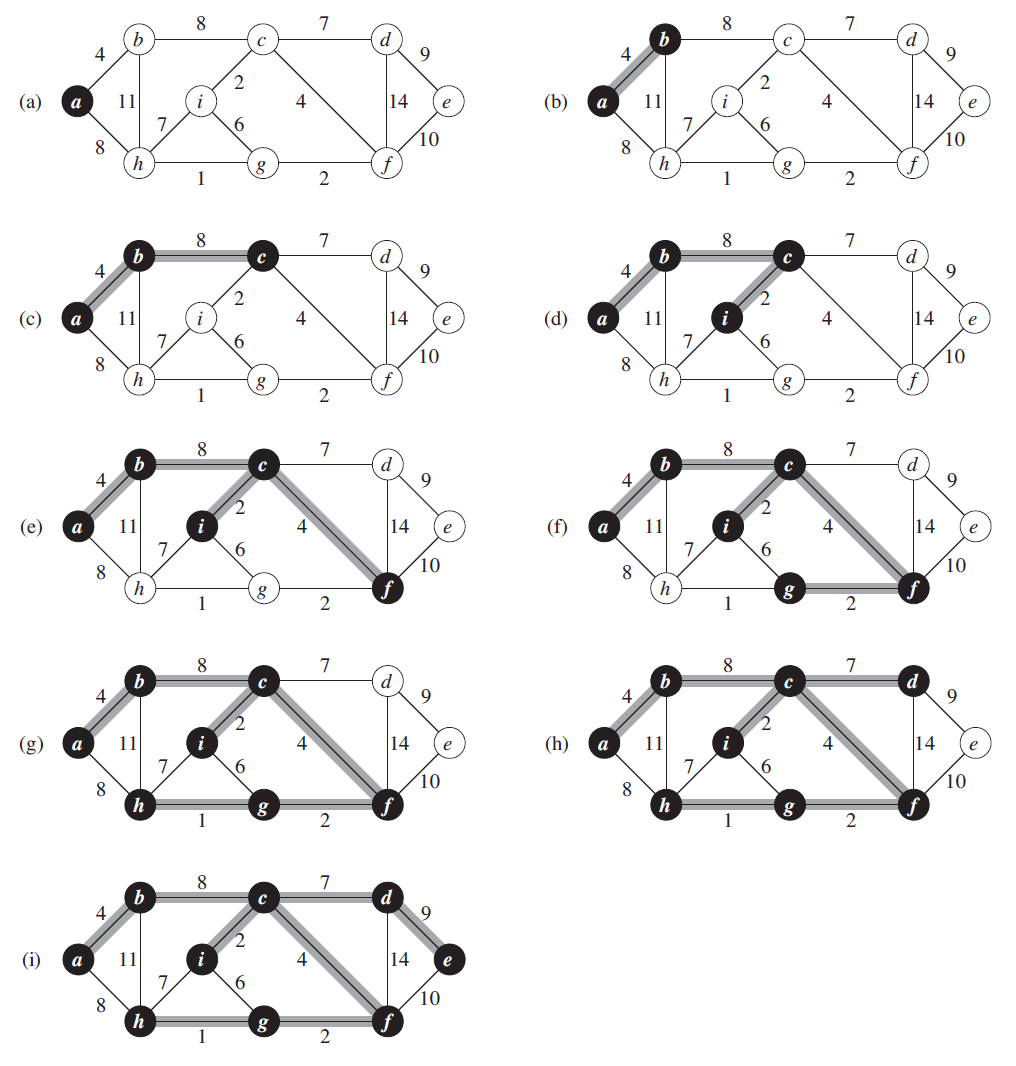 8 7 8 7
b c d b c d
4 9 4 9
2 2
(a) a 11 i 4 14 e (b) a 11 i 4 14 e
7 6 7 6
8 10 8 10
h g f h g f
1 2 1 2
8 7 8 7
b c d b c d
4 9 4 9
2 2
(c) a 11 i 4 14 e (d) a 11 i 4 14 e
7 6 7 6
8 10 8 10
h g f h g f
1 2 1 2
8 7 8 7
b c d b c d
4 9 4 9
2 2
(e) a 11 i 4 14 e (f) a 11 i 4 14 e
7 6 7 6
8 10 8 10
h g f h g f
1 2 1 2
8 7 8 7
b c d b c d
4 9 4 9
2 2
(g) a 11 i 4 14 e (h) a 11 i 4 14 e
7 6 7 6
8 10 8 10
h g f h g f
1 2 1 2
8 7
b c d
4 9
2
(i) a 11 i 4 14 e
7 6
8 10
h g f
1 2